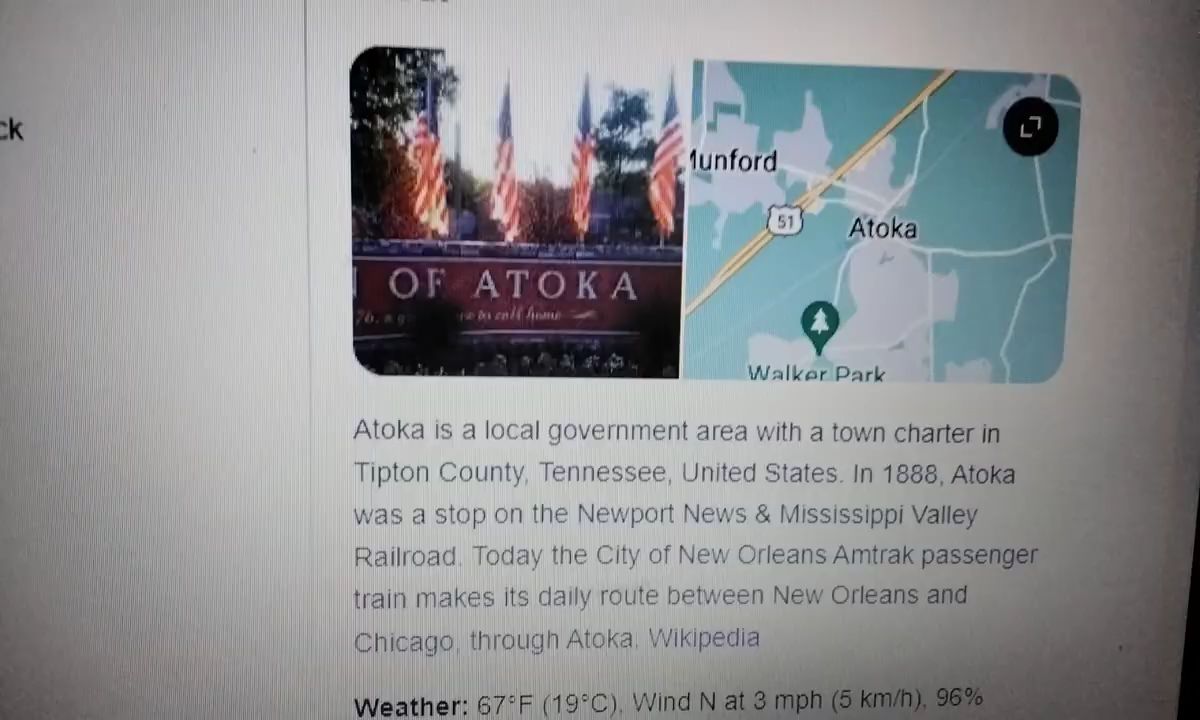 ck
OF ATOKA
to call home
Munford
51
Atoka
Walker Park
Atoka is a local government area with a town charter in
Tipton County, Tennessee, United States. In 1888, Atoka
was a stop on the Newport News & Mississippi Valley
Railroad. Today the City of New Orleans Amtrak passenger
train makes its daily route between New Orleans and
Chicago, through Atoka. Wikipedia
Weather: 67°F (19°C), Wind N at 3 mph (5 km/h), 96%